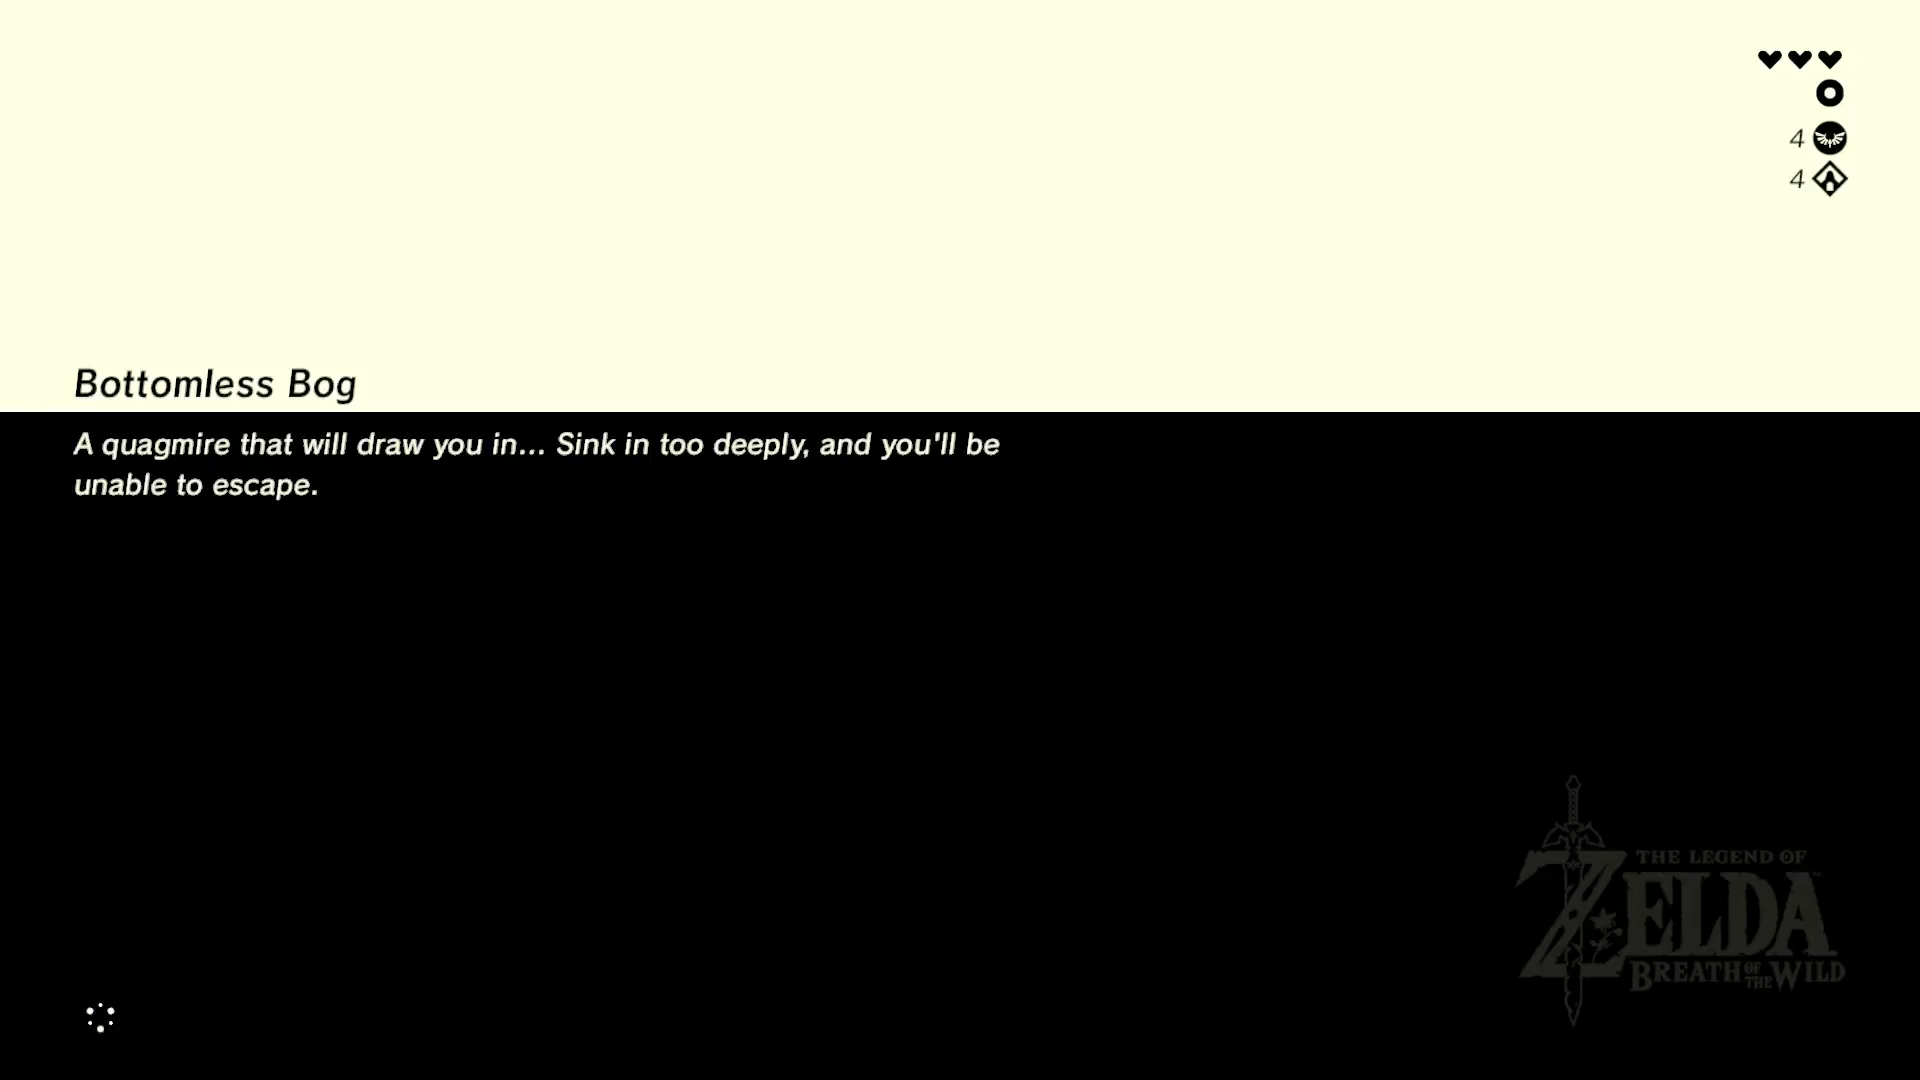 4
4
Bottomless Bog
A quagmire that will draw you in... Sink in too deeply, and you'll be
unable to escape.
THE LEGEND OF
ZELDA
BREATH OF THE WILD